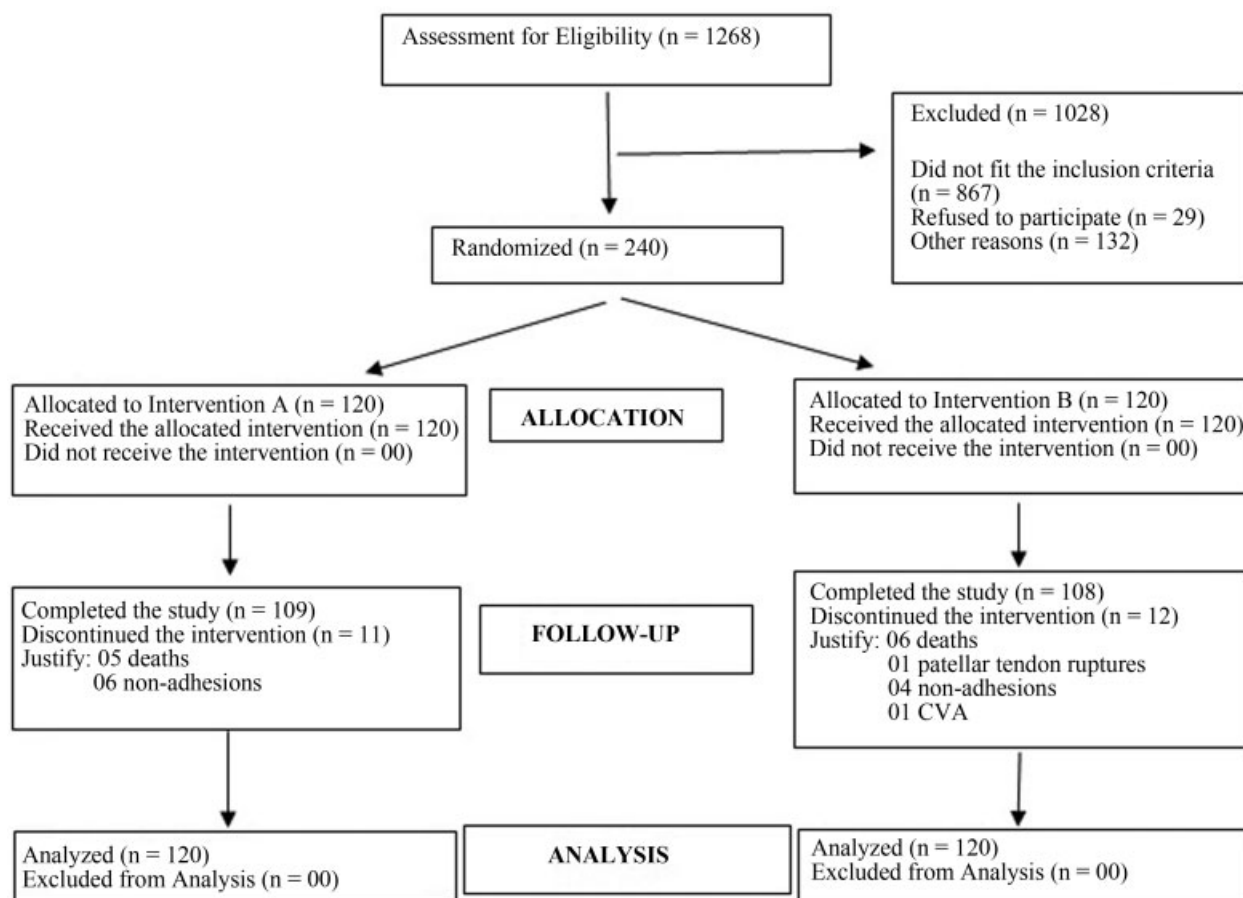 Assessment for Eligibility (n = 1268)
Excluded (n = 1028)
Did not fit the inclusion criteria
(n = 867)
Refused to participate (n = 29)
Other reasons (n = 132)
Randomized (n = 240)
Allocated to Intervention A (n = 120)
Received the allocated intervention (n = 120)
Did not receive the intervention (n = 00)
ALLOCATION
Allocated to Intervention B (n = 120)
Received the allocated intervention (n = 120)
Did not receive the intervention (n = 00)
Completed the study (n = 109)
Discontinued the intervention (n = 11)
Justify: 05 deaths
06 non-adhesions
FOLLOW-UP
Completed the study (n = 108)
Discontinued the intervention (n = 12)
Justify: 06 deaths
01 patellar tendon ruptures
04 non-adhesions
01 CVA
Analyzed (n = 120)
Excluded from Analysis (n = 00)
ANALYSIS
Analyzed (n = 120)
Excluded from Analysis (n = 00)